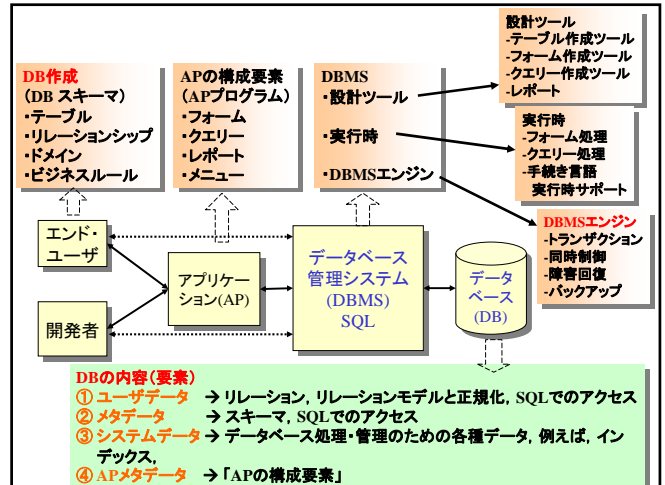 DB作成
(DB スキーマ)
・テーブル
・リレーションシップ
・ドメイン
・ビジネスルール
APの構成要素
(APプログラム)
・フォーム
・クエリー
・レポート
・メニュー
DBMS
・設計ツール
・実行時
・DBMSエンジン
設計ツール
-テーブル作成ツール
-フォーム作成ツール
-クエリー作成ツール
-レポート
実行時
-フォーム処理
-クエリー処理
-手続き言語
実行時サポート
DBMSエンジン
-トランザクション
-同時制御
-障害回復
-バックアップ
エンド・
ユーザ
開発者
アプリケー
ション(AP)
データベース
管理システム
(DBMS)
SQL
データ
ベース
(DB)
DBの内容(要素)
① ユーザデータ → リレーション, リレーションモデルと正規化, SQLでのアクセス
② メタデータ → スキーマ, SQLでのアクセス
③ システムデータ → データベース処理・管理のための各種データ, 例えば, イン
デックス,
④ APメタデータ → 「APの構成要素」